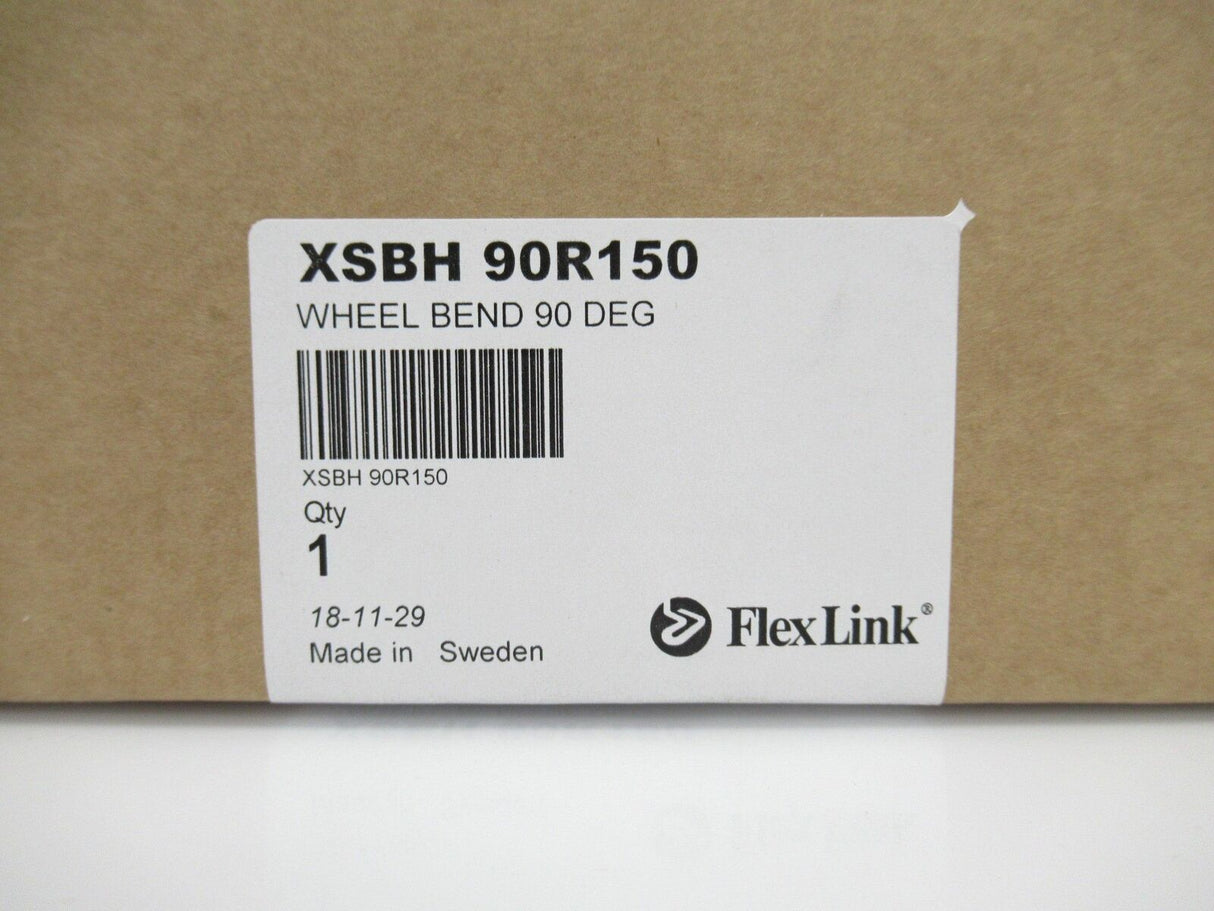 XSBH 90R150
WHEEL BEND 90 DEG
XSBH 90R150
Qty
1
18-11-29
Made in Sweden
FlexLink®